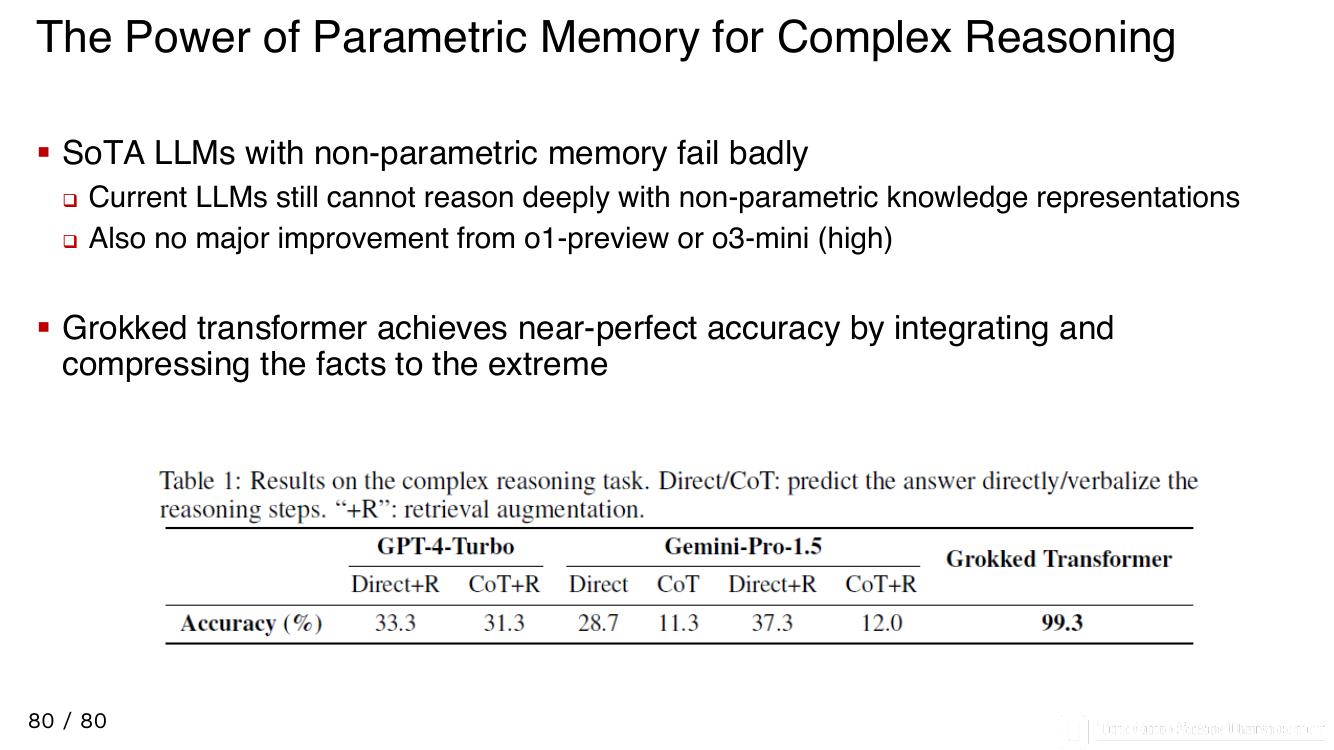 The Power of Parametric Memory for Complex Reasoning
SoTA LLMs with non-parametric memory fail badly
Current LLMs still cannot reason deeply with non-parametric knowledge representations
Also no major improvement from o1-preview or o3-mini (high)
Grokked transformer achieves near-perfect accuracy by integrating and
compressing the facts to the extreme
Table 1: Results on the complex reasoning task. Direct/CoT: predict the answer directly/verbalize the
reasoning steps. “+R”: retrieval augmentation.
GPT-4-Turbo Gemini-Pro-1.5 Grokked Transformer
Direct+R CoT+R Direct CoT Direct+R CoT+R
Accuracy (%) 33.3 31.3 28.7 11.3 37.3 12.0 99.3
80 / 80